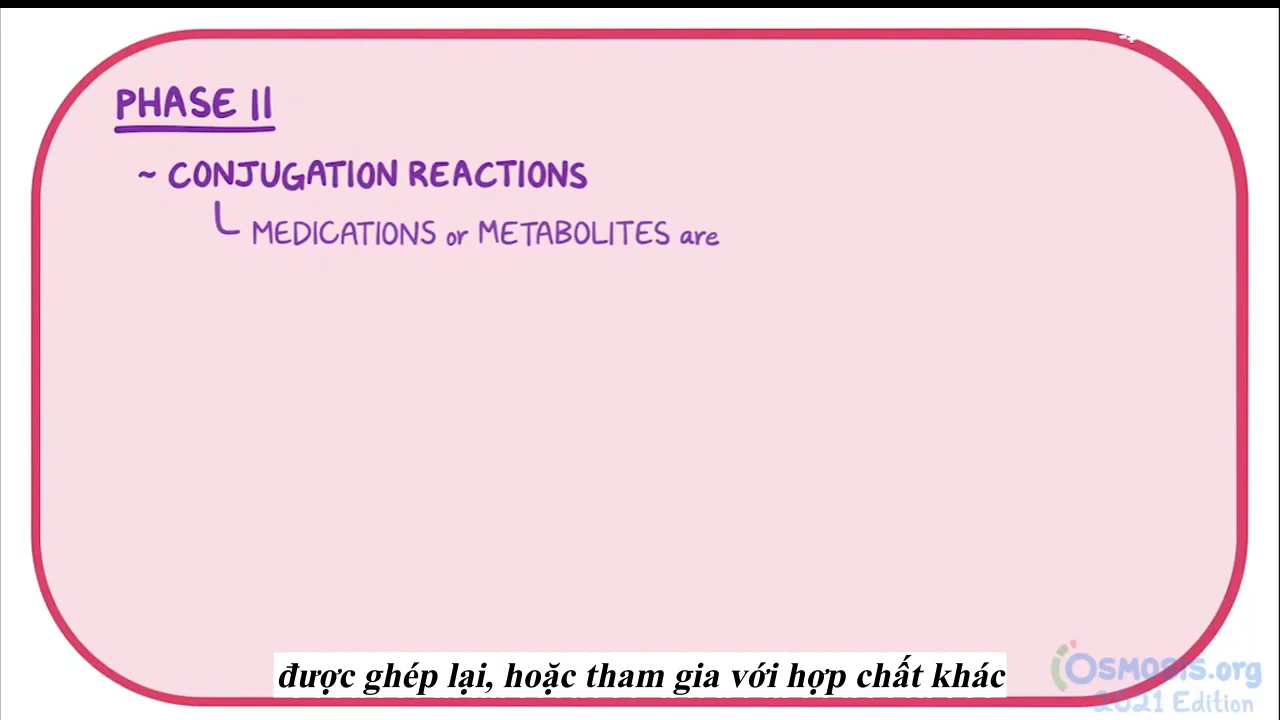 PHASE II
~ CONJUGATION REACTIONS
MEDICATIONS or METABOLITES are
được ghép lại, hoặc tham gia với hợp chất khác
OSMOSIS.org
2021 Edition